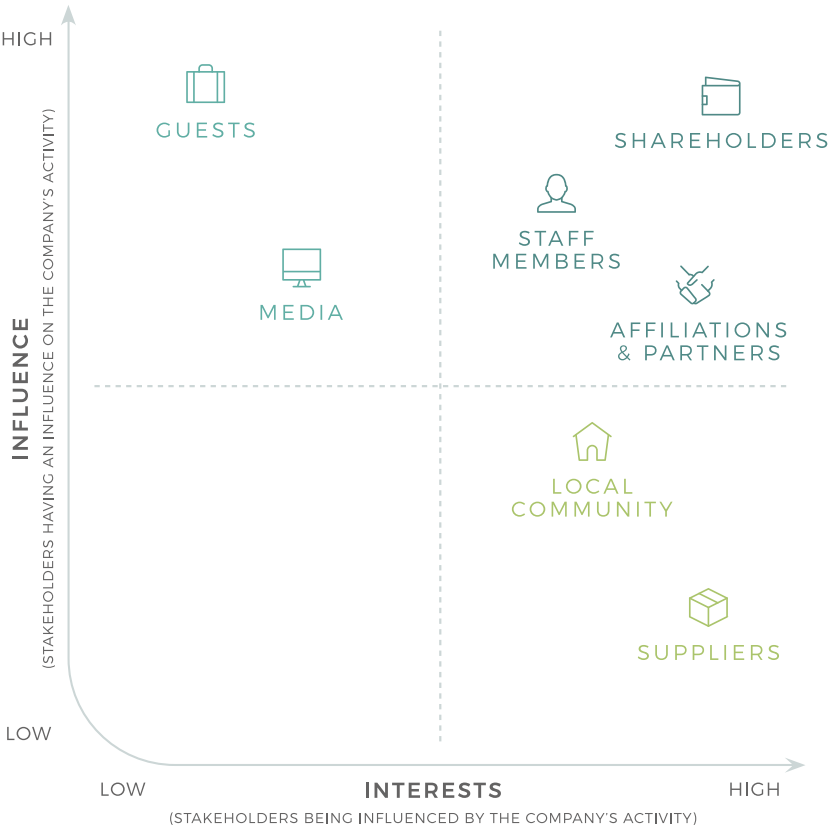 HIGH
GUESTS
SHAREHOLDERS
STAFF
MEMBERS
MEDIA
AFFILIATIONS
& PARTNERS
INFLUENCE
(STAKEHOLDERS HAVING AN INFLUENCE ON THE COMPANY'S ACTIVITY)
LOCAL
COMMUNITY
SUPPLIERS
LOW
LOW
INTERESTS
HIGH
(STAKEHOLDERS BEING INFLUENCED BY THE COMPANY'S ACTIVITY)